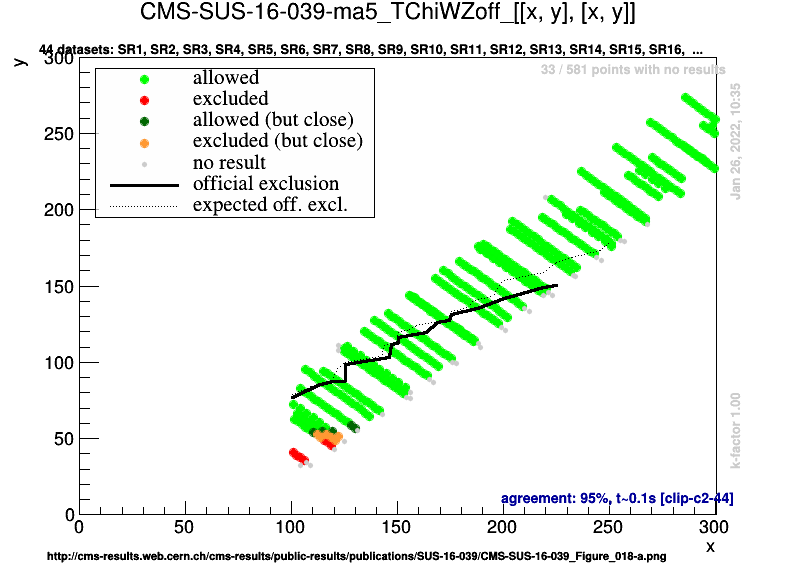 CMS-SUS-16-039-ma5_TChiWZoff_[[x, y], [x, y]]
44 datasets: SR1, SR2, SR3, SR4, SR5, SR6, SR7, SR8, SR9, SR10, SR11, SR12, SR13, SR14, SR15, SR16, ...
33 / 581 points with no results
allowed
excluded
allowed (but close)
excluded (but close)
no result
official exclusion
expected off. excl.
y
300
250
200
150
100
50
0
Jan 26, 2022, 10:35
k-factor 1.00
agreement: 95%, t~0.1s [clip-c2-44]
0 50 100 150 200 250 300
x
http://cms-results.web.cern.ch/cms-results/public-results/publications/SUS-16-039/CMS-SUS-16-039_Figure_018-a.png